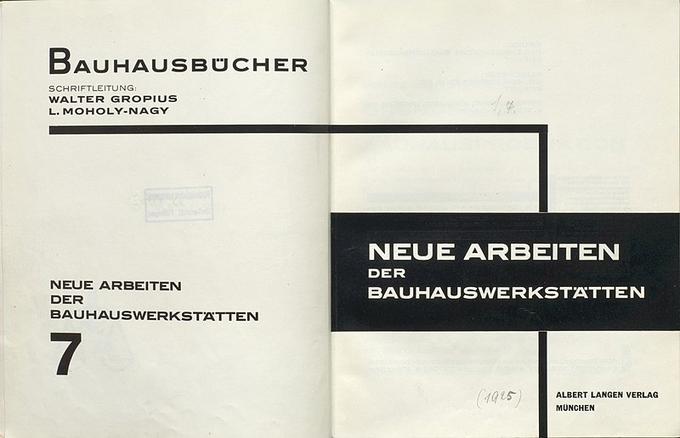 BAUHAUSBÜCHER
SCHRIFTLEITUNG:
WALTER GROPIUS
L. MOHOLY-NAGY
NEUE ARBEITEN
DER
BAUHAUSWERKSTÄTTEN
7
1,7.
NEUE ARBEITEN
DER
BAUHAUSWERKSTÄTTEN
(1925)
ALBERT LANGEN VERLAG
MÜNCHEN